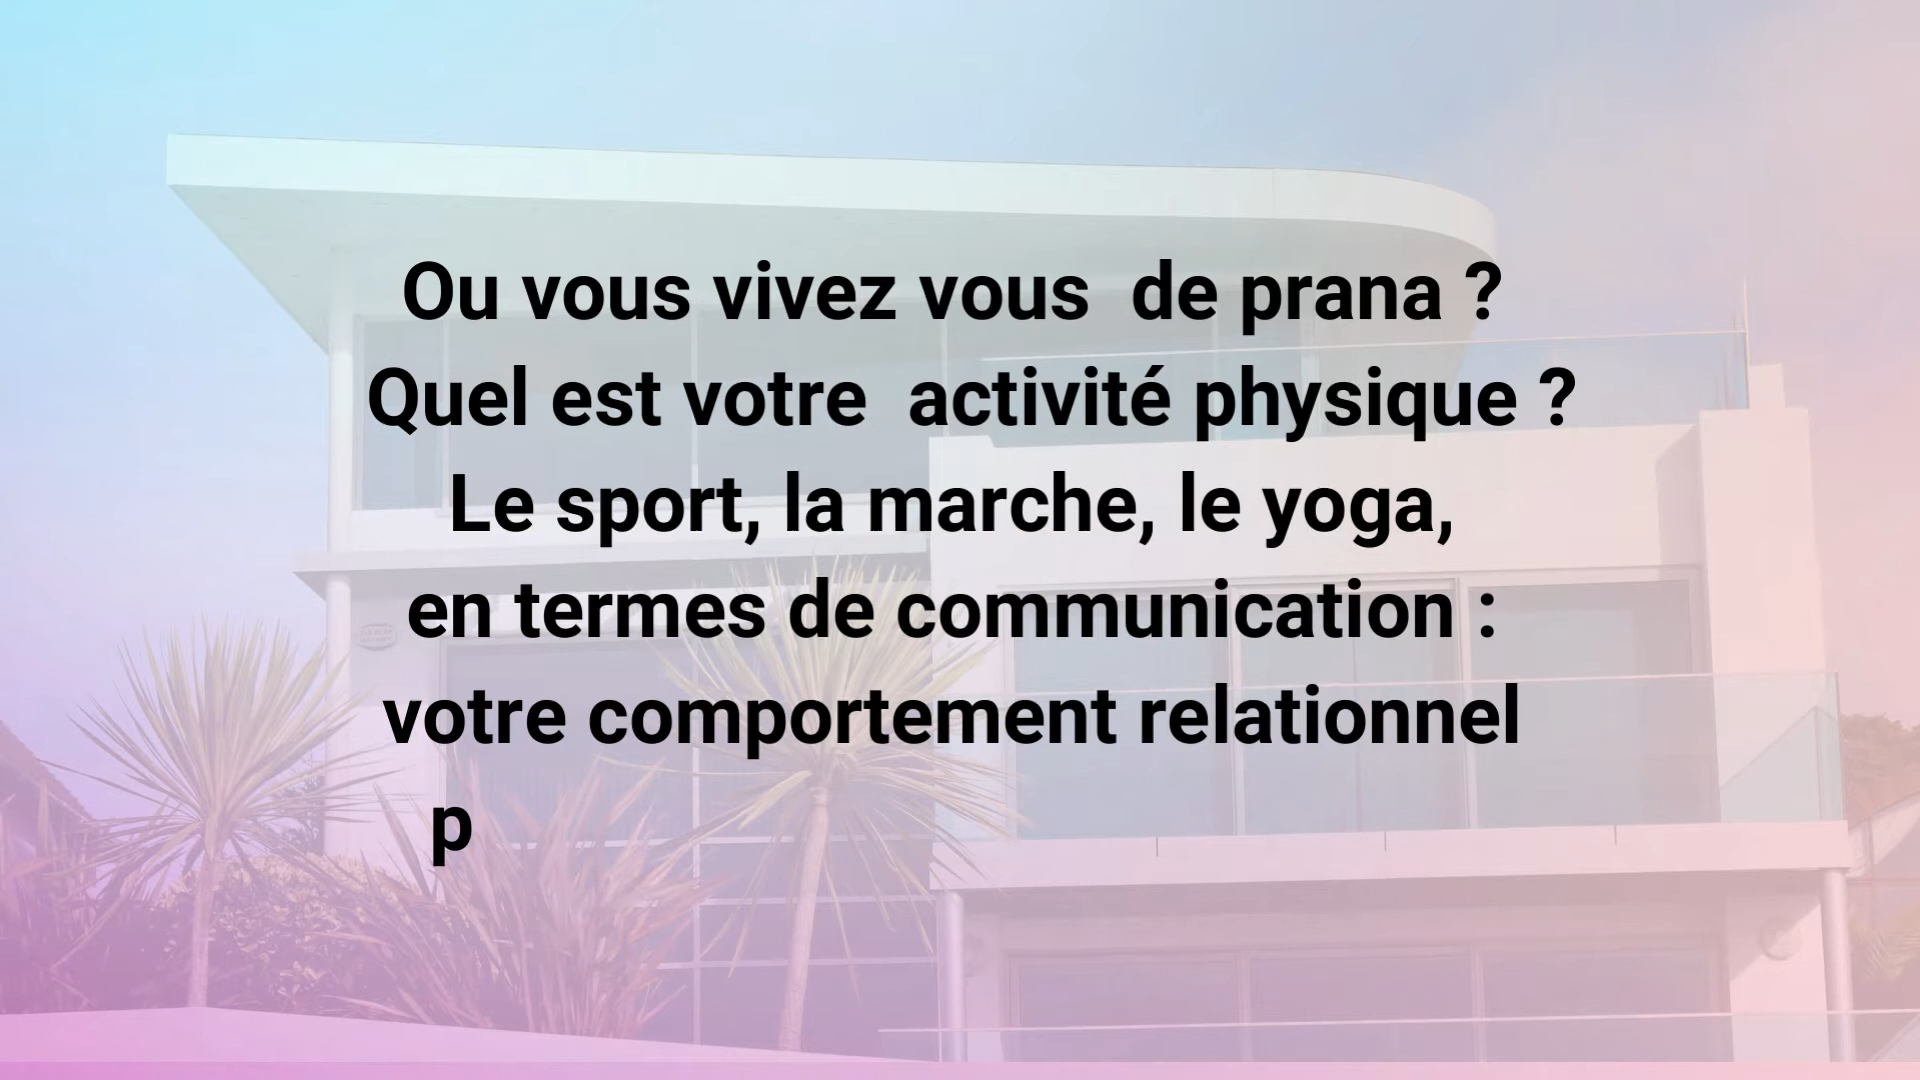 Ou vous vivez vous de prana ?
Quel est votre activité physique ?
Le sport, la marche, le yoga,
en termes de communication :
votre comportement relationnel
p